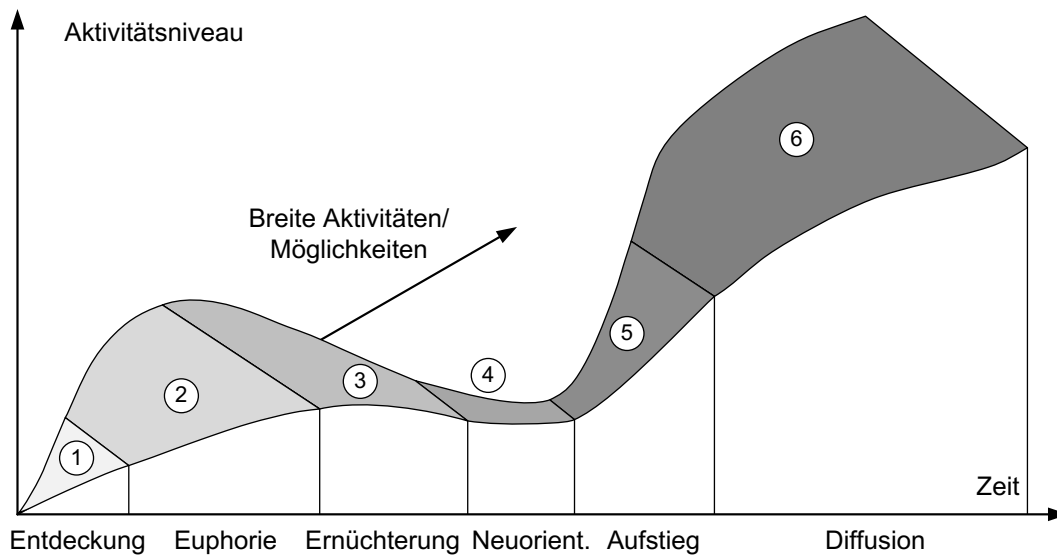 Aktivitätsniveau
6
Breite Aktivitäten/
Möglichkeiten
5
4
3
2
1
Zeit
Entdeckung Euphorie Ernüchterung Neuorient. Aufstieg Diffusion